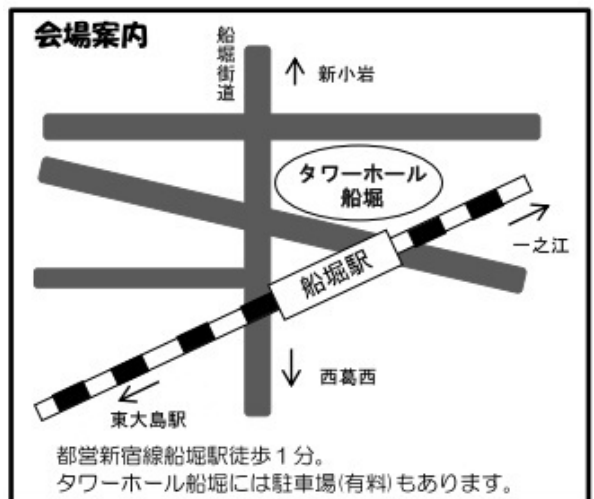 会場案内
船堀街道
新小岩
タワーホール
船堀
一之江
船堀駅
西葛西
東大島駅
都営新宿線船堀駅徒歩1分。
タワーホール船堀には駐車場(有料)もあります。